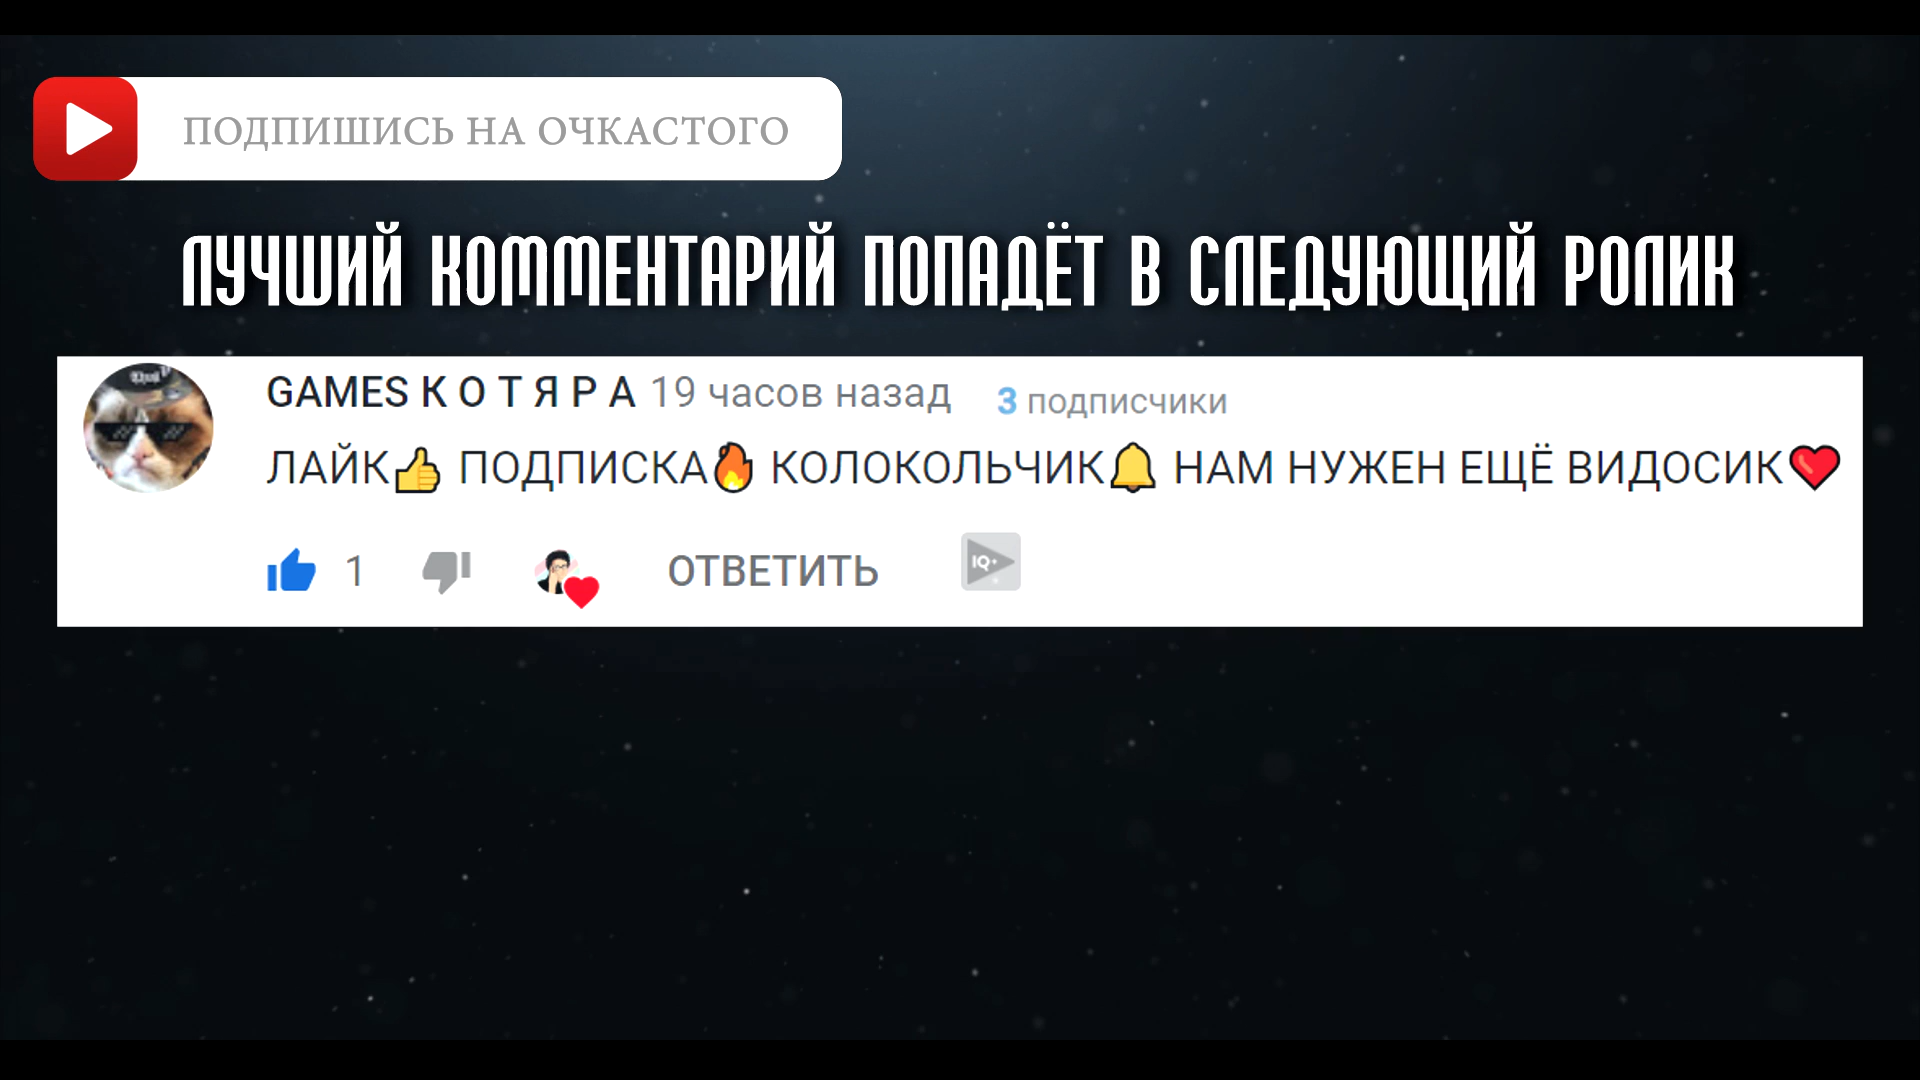 ПОДПИШИСЬ НА ОЧКАСТОГО
ЛУЧШИЙ КОММЕНТАРИЙ ПОПАДЁТ В СЛЕДУЮЩИЙ РОЛИК
GAMES К О Т Я Р А 19 часов назад 3 подписчики
ЛАЙК👍 ПОДПИСКА🔥 КОЛОКОЛЬЧИК🔔 НАМ НУЖЕН ЕЩЁ ВИДОСИК❤️
1 ОТВЕТИТЬ IQ+